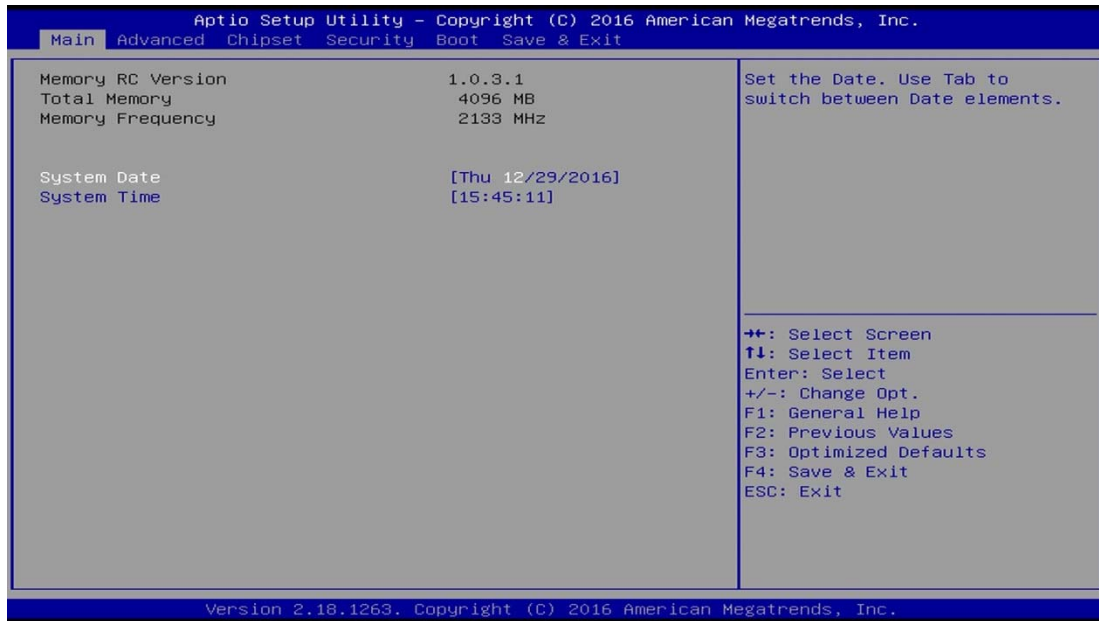 Aptio Setup Utility – Copyright (C) 2016 American Megatrends, Inc.
Main Advanced Chipset Security Boot Save & Exit
Memory RC Version 1.0.3.1
Total Memory 4096 MB
Memory Frequency 2133 MHz
System Date [Thu 12/29/2016]
System Time [15:45:11]
Set the Date. Use Tab to
switch between Date elements.
→←: Select Screen
↑↓: Select Item
Enter: Select
+/-: Change Opt.
F1: General Help
F2: Previous Values
F3: Optimized Defaults
F4: Save & Exit
ESC: Exit
Version 2.18.1263. Copyright (C) 2016 American Megatrends, Inc.